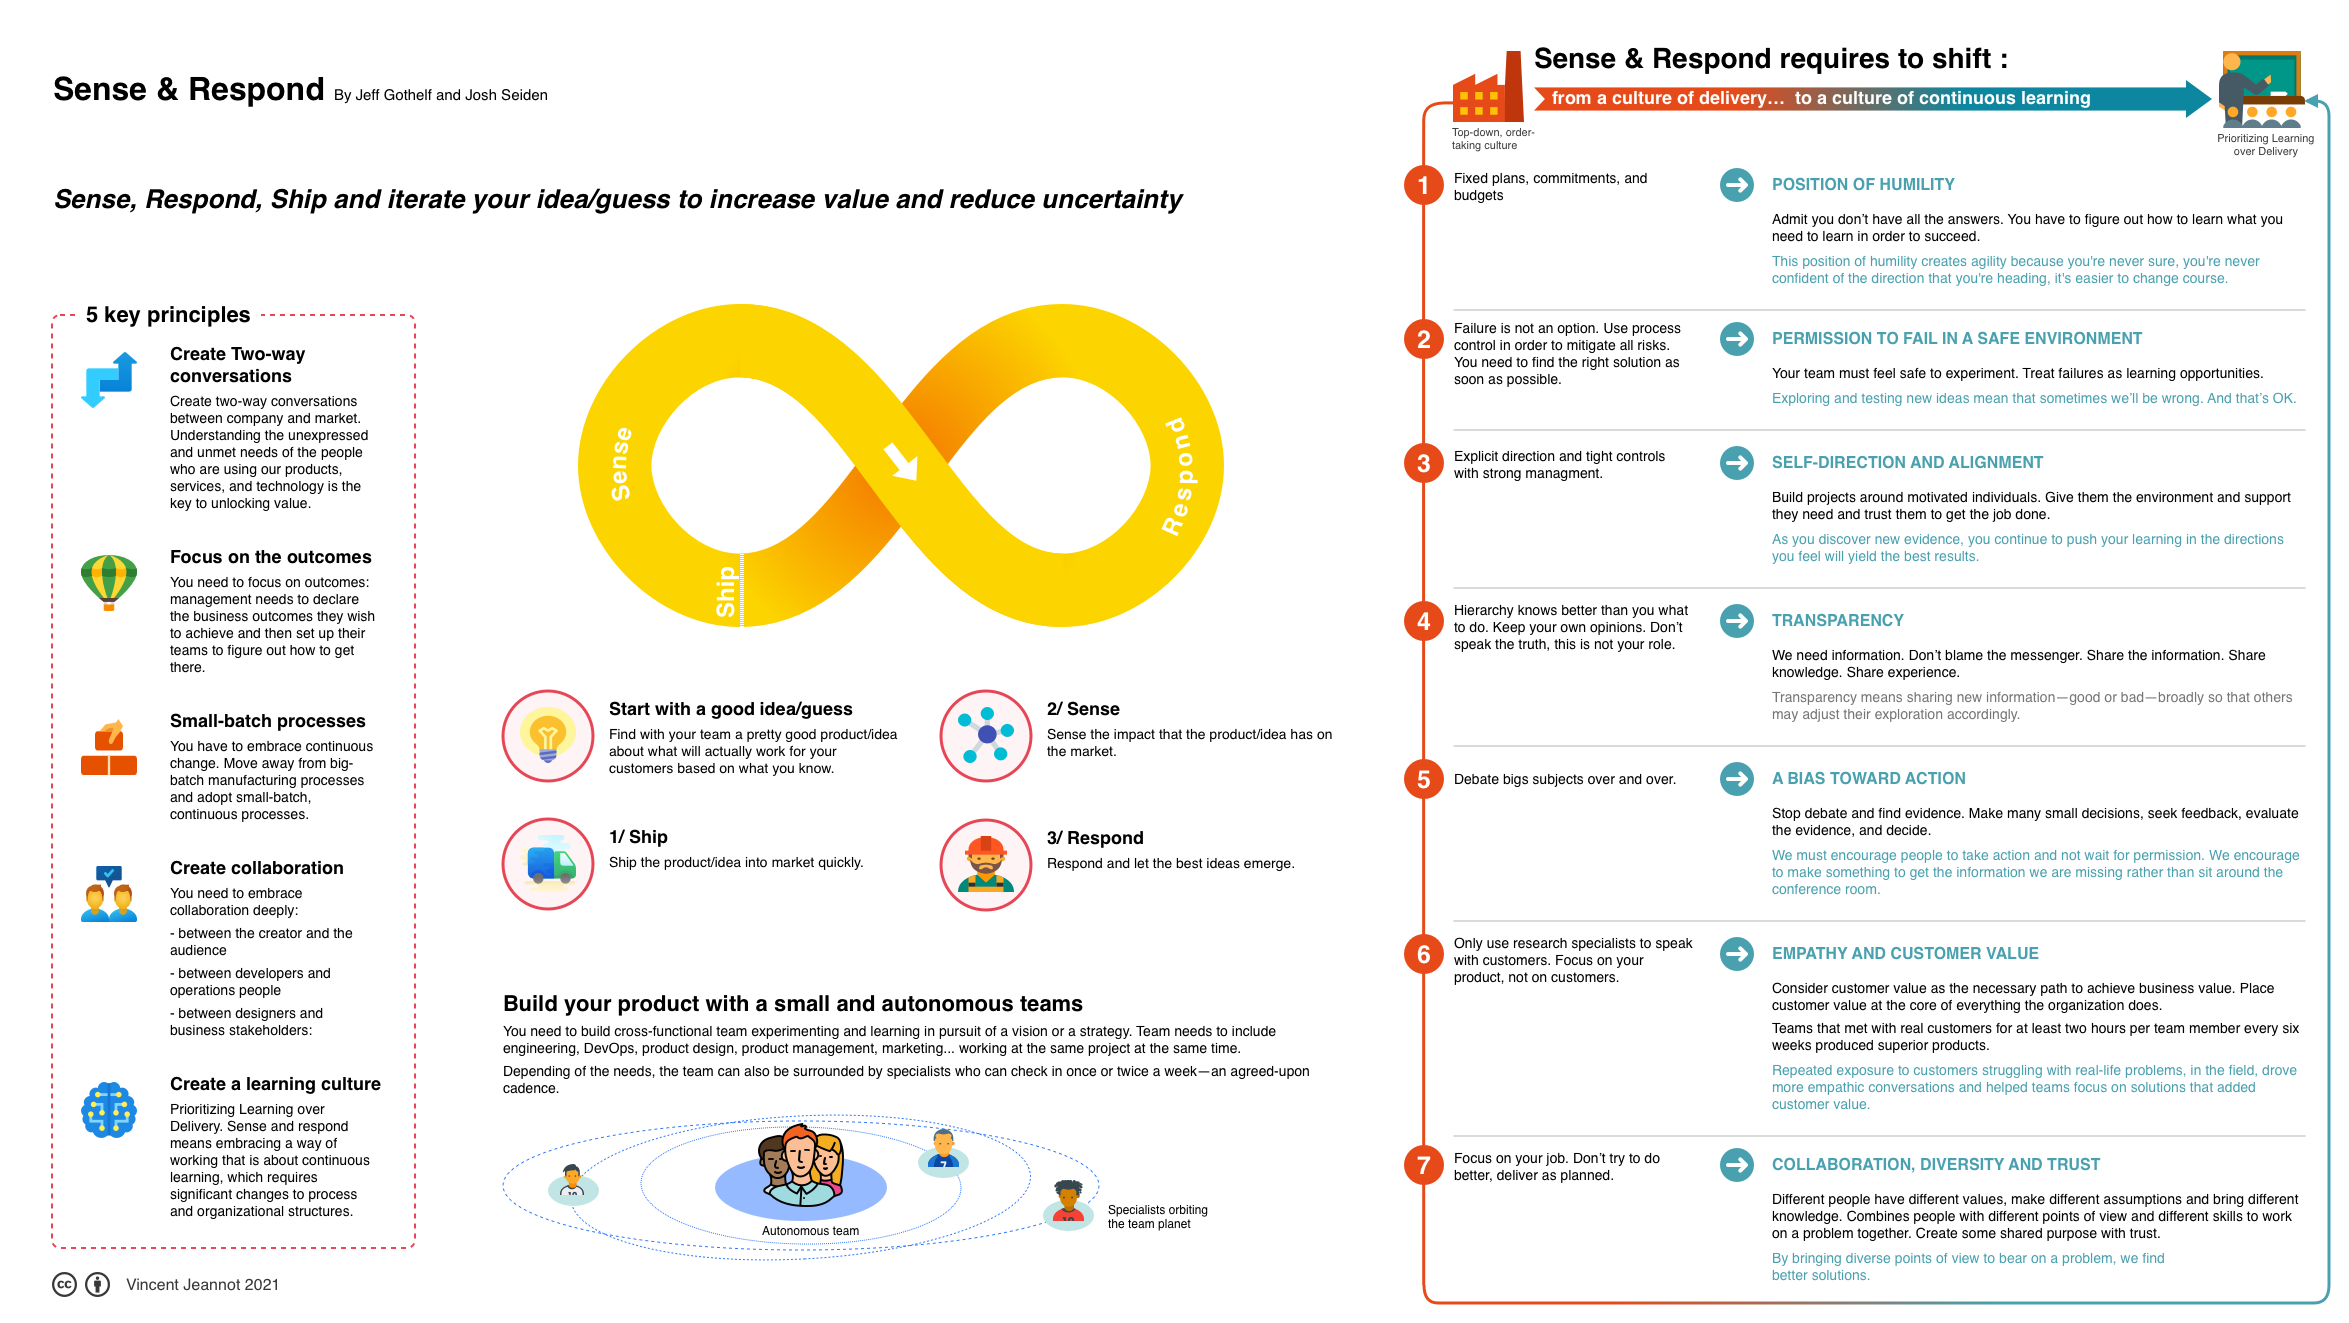 Sense & Respond By Jeff Gothelf and Josh Seiden
Sense, Respond, Ship and iterate your idea/guess to increase value and reduce uncertainty
5 key principles
Create Two-way
conversations
Create two-way conversations
between company and market.
Understanding the unexpressed
and unmet needs of the people
who are using our products,
services, and technology is the
key to unlocking value.
Focus on the outcomes
You need to focus on outcomes:
management needs to declare
the business outcomes they wish
to achieve and then set up their
teams to figure out how to get
there.
Small-batch processes
You have to embrace continuous
change. Move away from big-
batch manufacturing processes
and adopt small-batch,
continuous processes.
Create collaboration
You need to embrace
collaboration deeply:
- between the creator and the
audience
- between developers and
operations people
- between designers and
business stakeholders:
Create a learning culture
Prioritizing Learning over
Delivery. Sense and respond
means embracing a way of
working that is about continuous
learning, which requires
significant changes to process
and organizational structures.
cc
Vincent Jeannot 2021
Sense
Respond
Ship
Start with a good idea/guess
Find with your team a pretty good product/idea
about what will actually work for your
customers based on what you know.
1/ Ship
Ship the product/idea into market quickly.
2/ Sense
Sense the impact that the product/idea has on
the market.
3/ Respond
Respond and let the best ideas emerge.
Build your product with a small and autonomous teams
You need to build cross-functional team experimenting and learning in pursuit of a vision or a strategy. Team needs to include
engineering, DevOps, product design, product management, marketing... working at the same project at the same time.
Depending of the needs, the team can also be surrounded by specialists who can check in once or twice a week—an agreed-upon
cadence.
10
7
10
Autonomous team
Specialists orbiting
the team planet
Sense & Respond requires to shift :
from a culture of delivery... to a culture of continuous learning
Top-down, order-
taking culture
Prioritizing Learning
over Delivery
1
Fixed plans, commitments, and
budgets
POSITION OF HUMILITY
Admit you don't have all the answers. You have to figure out how to learn what you
need to learn in order to succeed.
This position of humility creates agility because you're never sure, you're never
confident of the direction that you're heading, it's easier to change course.
2
Failure is not an option. Use process
control in order to mitigate all risks.
You need to find the right solution as
soon as possible.
PERMISSION TO FAIL IN A SAFE ENVIRONMENT
Your team must feel safe to experiment. Treat failures as learning opportunities.
Exploring and testing new ideas mean that sometimes we'll be wrong. And that's OK.
3
Explicit direction and tight controls
with strong managment.
SELF-DIRECTION AND ALIGNMENT
Build projects around motivated individuals. Give them the environment and support
they need and trust them to get the job done.
As you discover new evidence, you continue to push your learning in the directions
you feel will yield the best results.
4
Hierarchy knows better than you what
to do. Keep your own opinions. Don't
speak the truth, this is not your role.
TRANSPARENCY
We need information. Don't blame the messenger. Share the information. Share
knowledge. Share experience.
Transparency means sharing new information—good or bad—broadly so that others
may adjust their exploration accordingly.
5
Debate bigs subjects over and over.
A BIAS TOWARD ACTION
Stop debate and find evidence. Make many small decisions, seek feedback, evaluate
the evidence, and decide.
We must encourage people to take action and not wait for permission. We encourage
to make something to get the information we are missing rather than sit around the
conference room.
6
Only use research specialists to speak
with customers. Focus on your
product, not on customers.
EMPATHY AND CUSTOMER VALUE
Consider customer value as the necessary path to achieve business value. Place
customer value at the core of everything the organization does.
Teams that met with real customers for at least two hours per team member every six
weeks produced superior products.
Repeated exposure to customers struggling with real-life problems, in the field, drove
more empathic conversations and helped teams focus on solutions that added
customer value.
7
Focus on your job. Don't try to do
better, deliver as planned.
COLLABORATION, DIVERSITY AND TRUST
Different people have different values, make different assumptions and bring different
knowledge. Combines people with different points of view and different skills to work
on a problem together. Create some shared purpose with trust.
By bringing diverse points of view to bear on a problem, we find
better solutions.